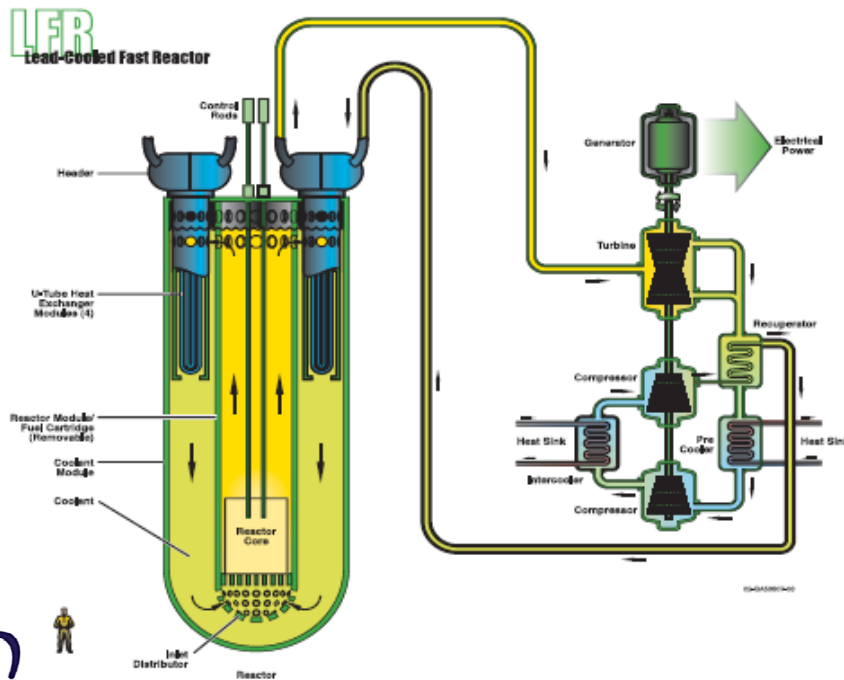 LFR
Lead-Cooled Fast Reactor
Control
Rods
Header
U-Tube Heat
Exchanger
Modules (4)
Reactor Module/
Fuel Cartridge
(Removable)
Coolant
Module
Coolant
Reactor
Core
Inlet
Distributor
Reactor
Generator
Electrical
Power
Turbine
Recuperator
Compressor
Heat Sink
Pre
Cooler
Heat Sin
Intercooler
Compressor